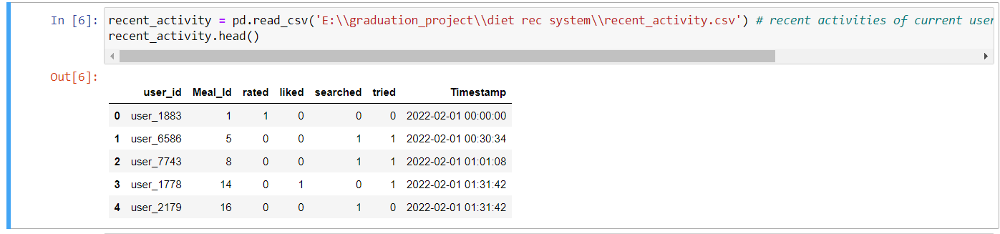 In [6]: recent_activity = pd.read_csv('E:\\graduation_project\\diet rec system\\recent_activity.csv') # recent activities of current user
recent_activity.head()
Out[6]:
user_id Meal_Id rated liked searched tried Timestamp
0 user_1883 1 1 0 0 0 2022-02-01 00:00:00
1 user_6586 5 0 0 1 1 2022-02-01 00:30:34
2 user_7743 8 0 0 1 1 2022-02-01 01:01:08
3 user_1778 14 0 1 0 1 2022-02-01 01:31:42
4 user_2179 16 0 0 1 0 2022-02-01 01:31:42